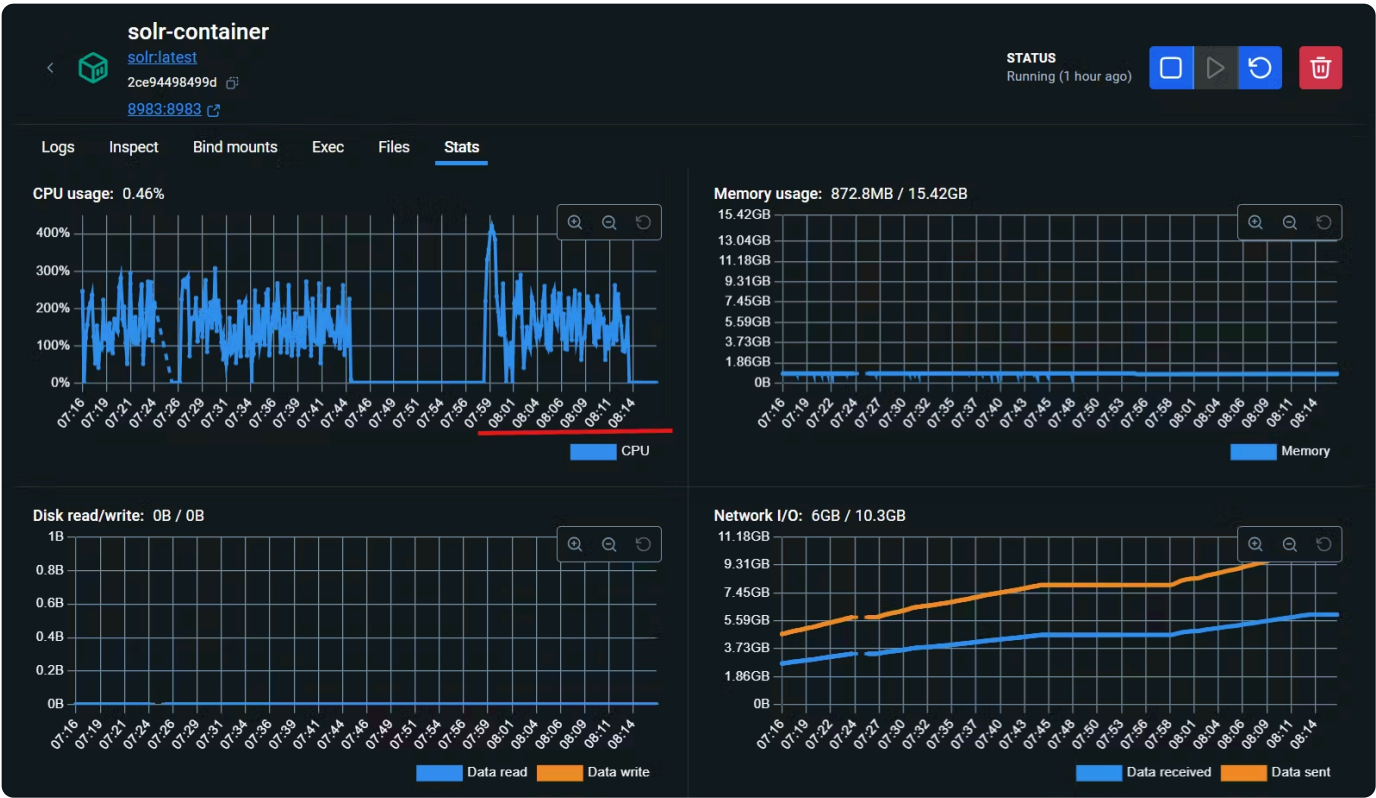 solr-container
solr:latest
2ce94498499d
8983:8983
STATUS
Running (1 hour ago)
Logs Inspect Bind mounts Exec Files Stats
CPU usage: 0.46%
400%
300%
200%
100%
0%
07:16 07:19 07:21 07:24 07:26 07:29 07:31 07:34 07:36 07:39 07:41 07:44 07:46 07:49 07:51 07:54 07:56 07:59 08:01 08:04 08:06 08:09 08:11 08:14
CPU
Memory usage: 872.8MB / 15.42GB
15.42GB
13.04GB
11.18GB
9.31GB
7.45GB
5.59GB
3.73GB
1.86GB
0B
07:16 07:19 07:22 07:24 07:27 07:30 07:32 07:35 07:37 07:40 07:43 07:45 07:48 07:50 07:53 07:56 07:58 08:01 08:04 08:06 08:09 08:11 08:14
Memory
Disk read/write: 0B / 0B
1B
0.8B
0.6B
0.4B
0.2B
0B
07:16 07:19 07:21 07:24 07:26 07:29 07:31 07:34 07:36 07:39 07:41 07:44 07:46 07:49 07:51 07:54 07:56 07:59 08:01 08:04 08:06 08:09 08:11 08:14
Data read Data write
Network I/O: 6GB / 10.3GB
11.18GB
9.31GB
7.45GB
5.59GB
3.73GB
1.86GB
0B
07:16 07:19 07:22 07:24 07:27 07:30 07:32 07:35 07:37 07:40 07:43 07:45 07:48 07:50 07:53 07:56 07:58 08:01 08:04 08:06 08:09 08:11 08:14
Data received Data sent